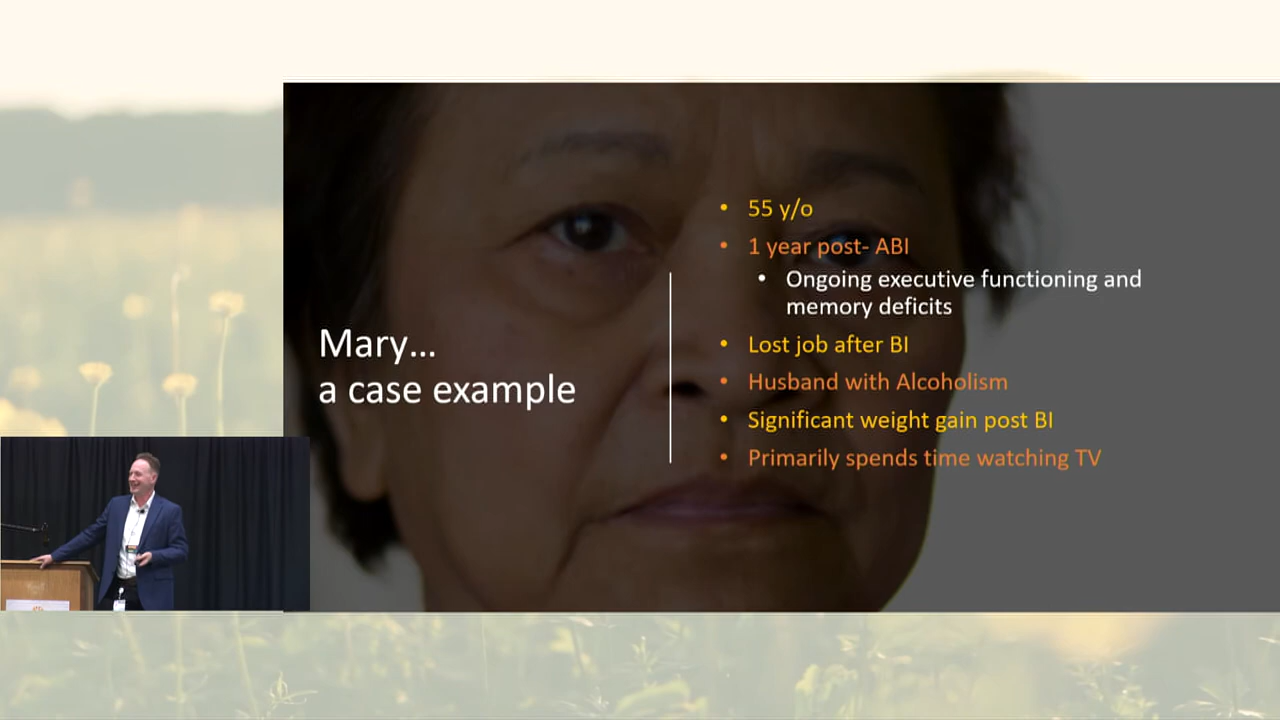 Mary...
a case example
• 55 y/o
• 1 year post- ABI
• Ongoing executive functioning and
memory deficits
• Lost job after BI
• Husband with Alcoholism
• Significant weight gain post BI
• Primarily spends time watching TV